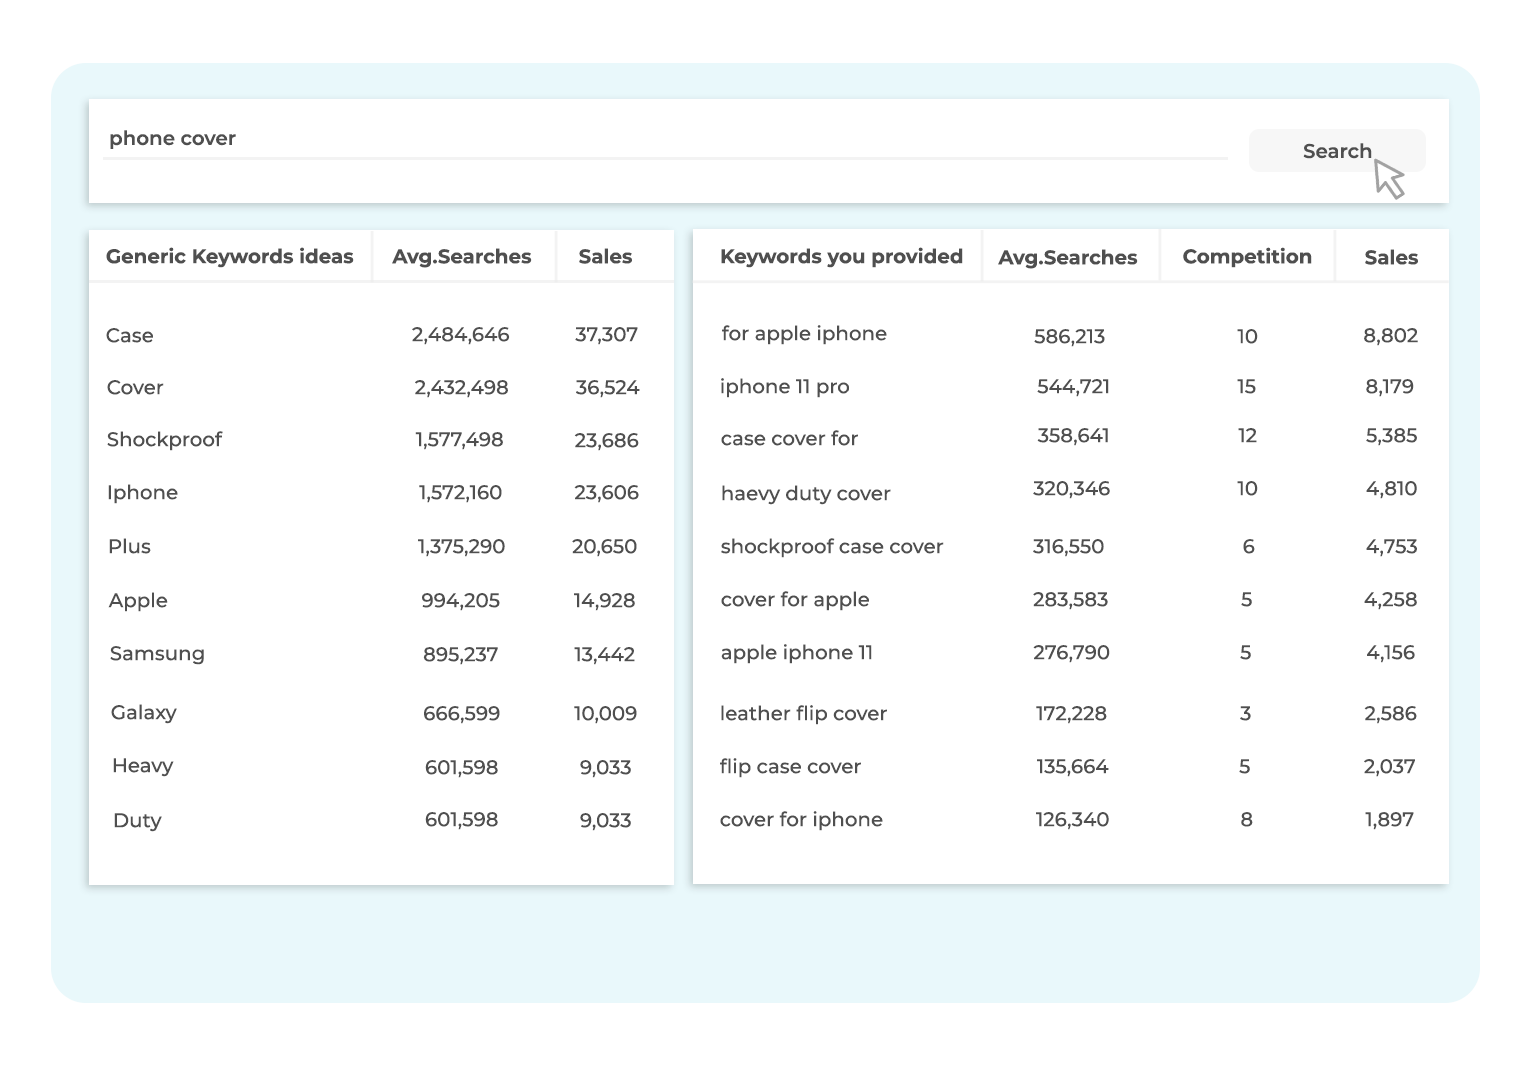 phone cover
Search
Generic Keywords ideas Avg.Searches Sales
Case 2,484,646 37,307
Cover 2,432,498 36,524
Shockproof 1,577,498 23,686
Iphone 1,572,160 23,606
Plus 1,375,290 20,650
Apple 994,205 14,928
Samsung 895,237 13,442
Galaxy 666,599 10,009
Heavy 601,598 9,033
Duty 601,598 9,033
Keywords you provided Avg.Searches Competition Sales
for apple iphone 586,213 10 8,802
iphone 11 pro 544,721 15 8,179
case cover for 358,641 12 5,385
haevy duty cover 320,346 10 4,810
shockproof case cover 316,550 6 4,753
cover for apple 283,583 5 4,258
apple iphone 11 276,790 5 4,156
leather flip cover 172,228 3 2,586
flip case cover 135,664 5 2,037
cover for iphone 126,340 8 1,897